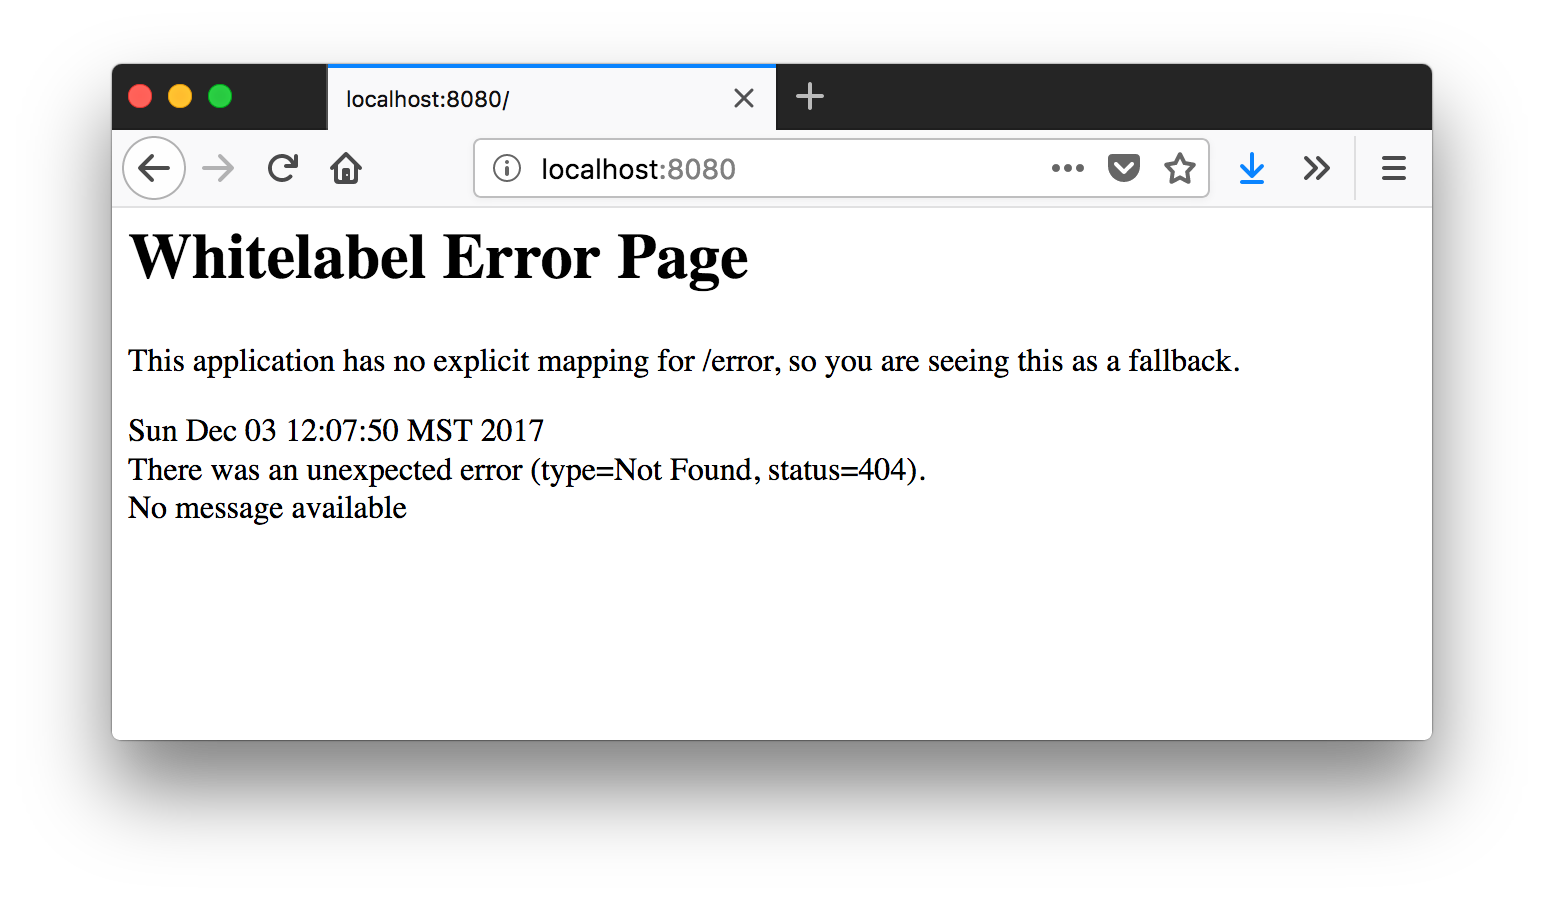 localhost:8080/
localhost:8080
Whitelabel Error Page
This application has no explicit mapping for /error, so you are seeing this as a fallback.
Sun Dec 03 12:07:50 MST 2017
There was an unexpected error (type=Not Found, status=404).
No message available